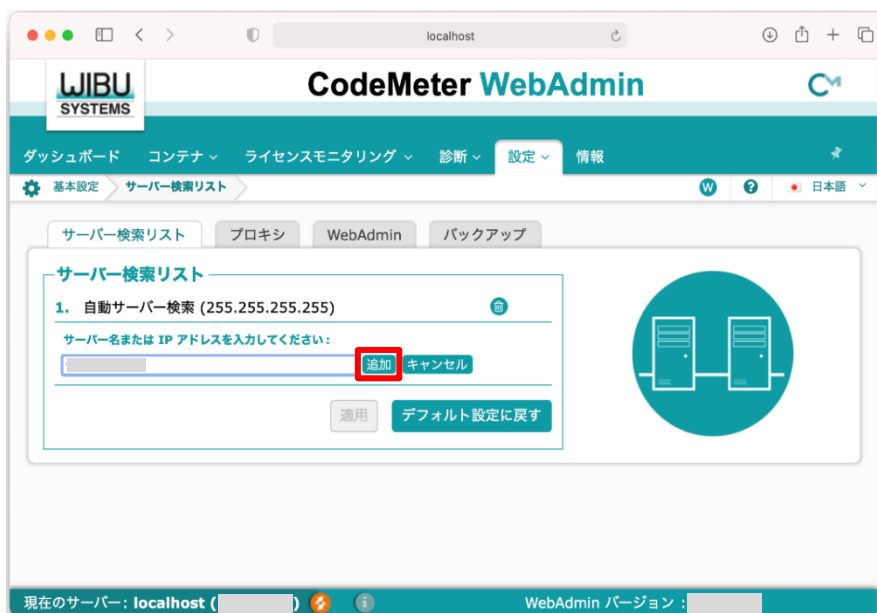 localhost
WIBU
SYSTEMS
CodeMeter WebAdmin
CM
ダッシュボード コンテナ ライセンスモニタリング 診断 設定 情報
基本設定 サーバー検索リスト W ? 日本語
サーバー検索リスト プロキシ WebAdmin バックアップ
サーバー検索リスト
1. 自動サーバー検索 (255.255.255.255)
サーバー名または IP アドレスを入力してください:
追加 キャンセル
適用 デフォルト設定に戻す
現在のサーバー: localhost ( ) i WebAdmin バージョン :